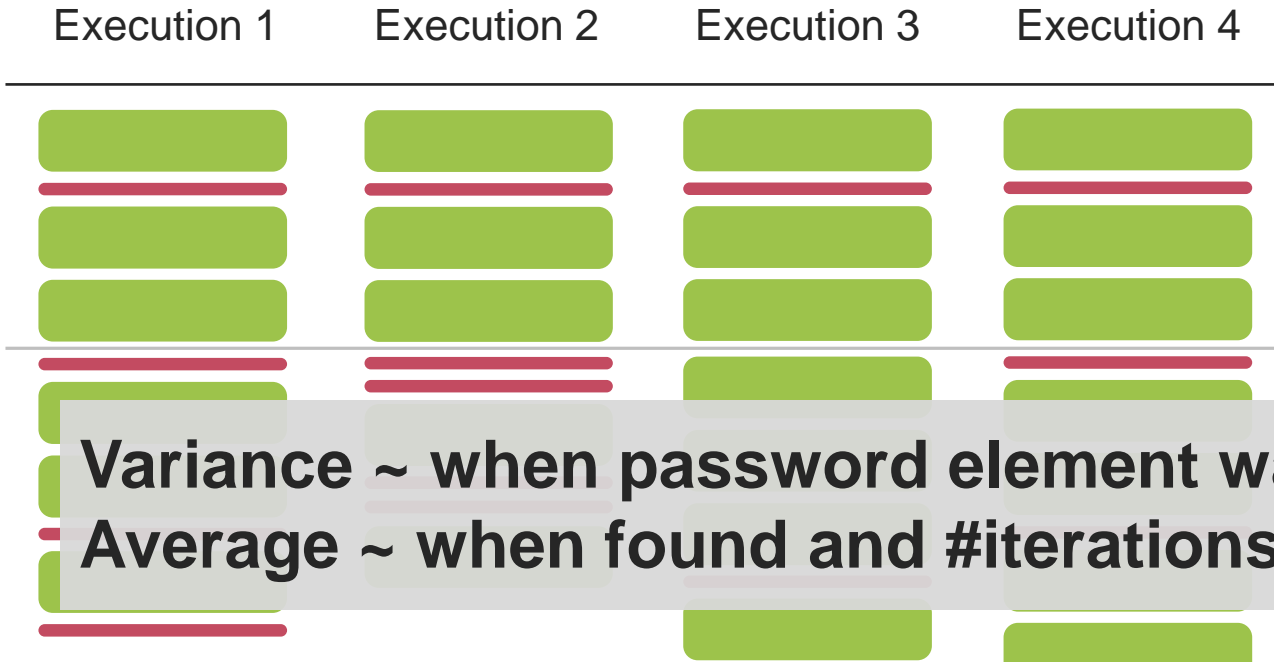 Execution 1 Execution 2 Execution 3 Execution 4
Variance ~ when password element
Average ~ when found and #iterations